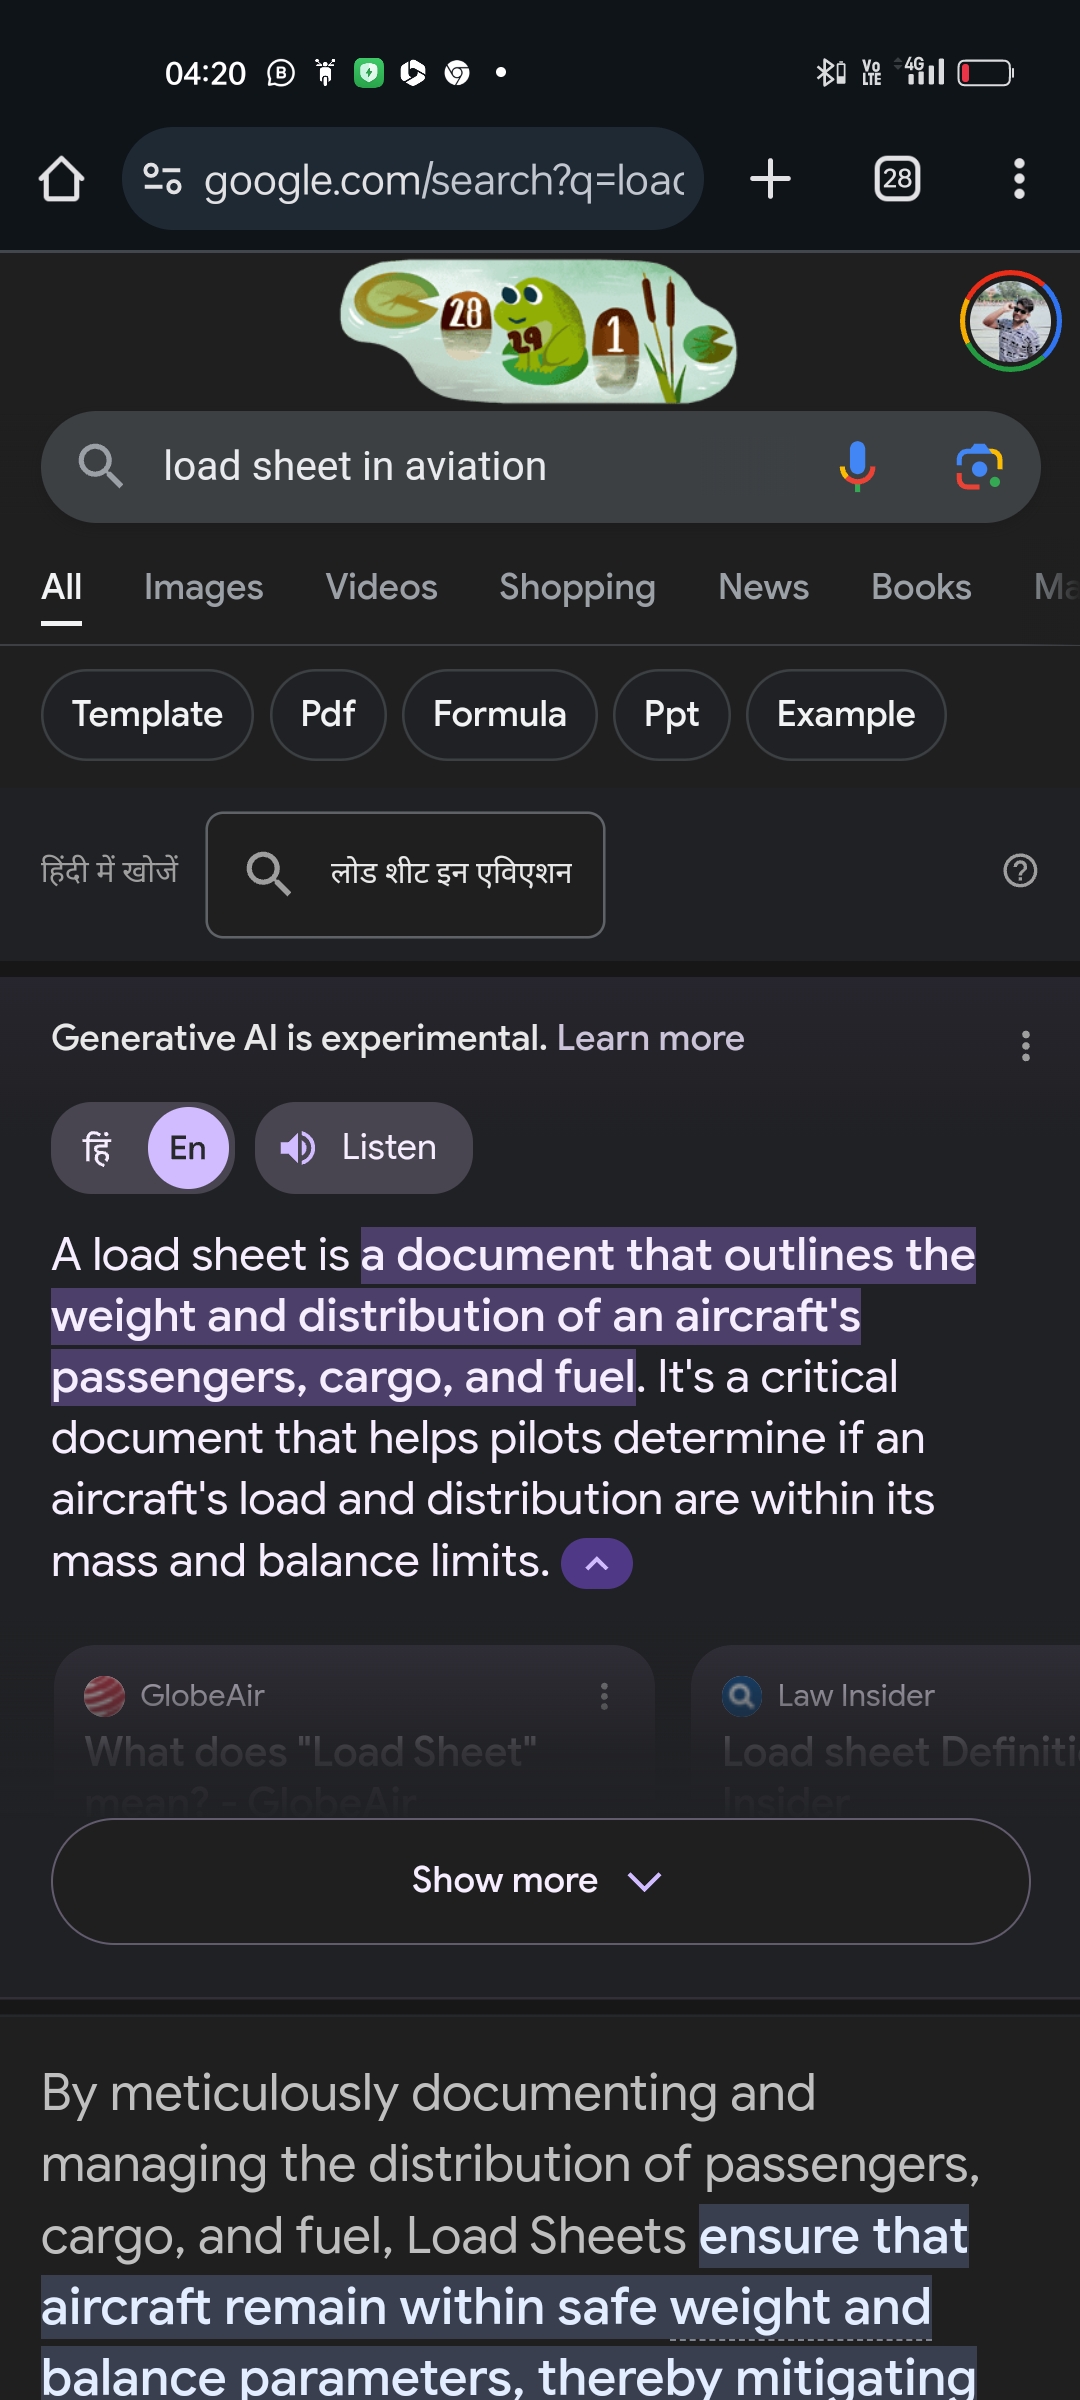 04:20
B
Vo
LTE
4G
google.com/search?q=load
28
28
29
1
load sheet in aviation
All Images Videos Shopping News Books Ma
Template Pdf Formula Ppt Example
हिंदी में खोजें
लोड शीट इन एविएशन
?
Generative AI is experimental. Learn more
हिं En Listen
A load sheet is a document that outlines the
weight and distribution of an aircraft's
passengers, cargo, and fuel. It's a critical
document that helps pilots determine if an
aircraft's load and distribution are within its
mass and balance limits.
GlobeAir
What does "Load Sheet"
mean? - GlobeAir
Law Insider
Load sheet Definiti
Insider
Show more
By meticulously documenting and
managing the distribution of passengers,
cargo, and fuel, Load Sheets ensure that
aircraft remain within safe weight and
balance parameters, thereby mitigating